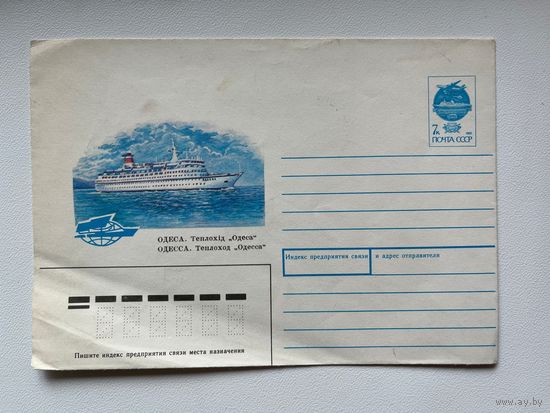 7к
ПОЧТА СССР
ОДЕСА. Теплохід „Одеса“
ОДЕССА. Теплоход „Одесса“
Индекс предприятия связи и адрес отправителя
Пишите индекс предприятия связи места назначения
www.ay.by